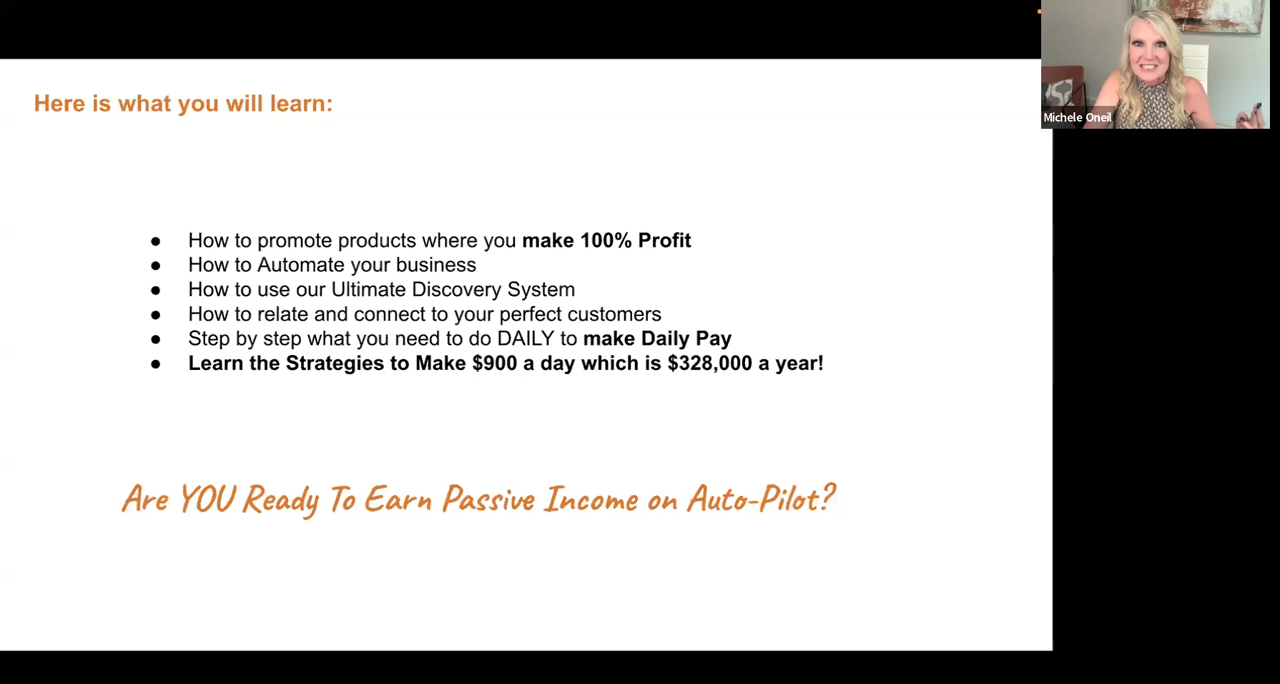 Here is what you will learn:
Michele Oneil
● How to promote products where you make 100% Profit
● How to Automate your business
● How to use our Ultimate Discovery System
● How to relate and connect to your perfect customers
● Step by step what you need to do DAILY to make Daily Pay
● Learn the Strategies to Make $900 a day which is $328,000 a year!
Are YOU Ready To Earn Passive Income on Auto-Pilot?